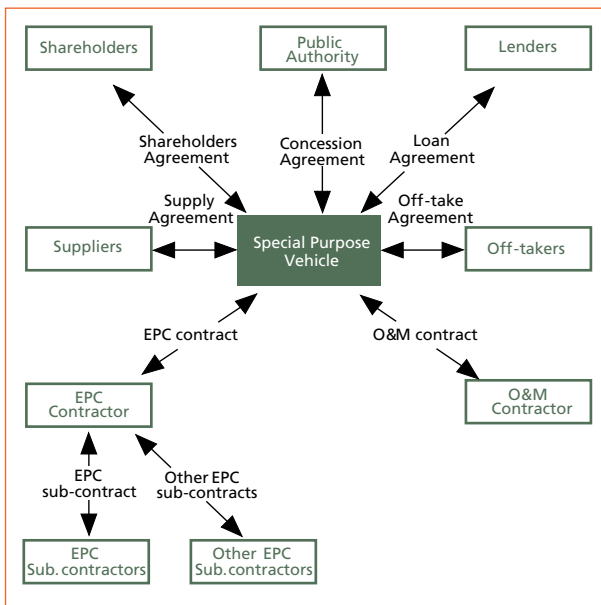 Shareholders
Public
Authority
Lenders
Shareholders
Agreement
Concession
Agreement
Loan
Agreement
Supply
Agreement
Off-take
Agreement
Suppliers
Special Purpose
Vehicle
Off-takers
EPC contract
O&M contract
EPC
Contractor
O&M
Contractor
EPC
sub-contract
Other EPC
sub-contracts
EPC
Sub. contractors
Other EPC
Sub. contractors